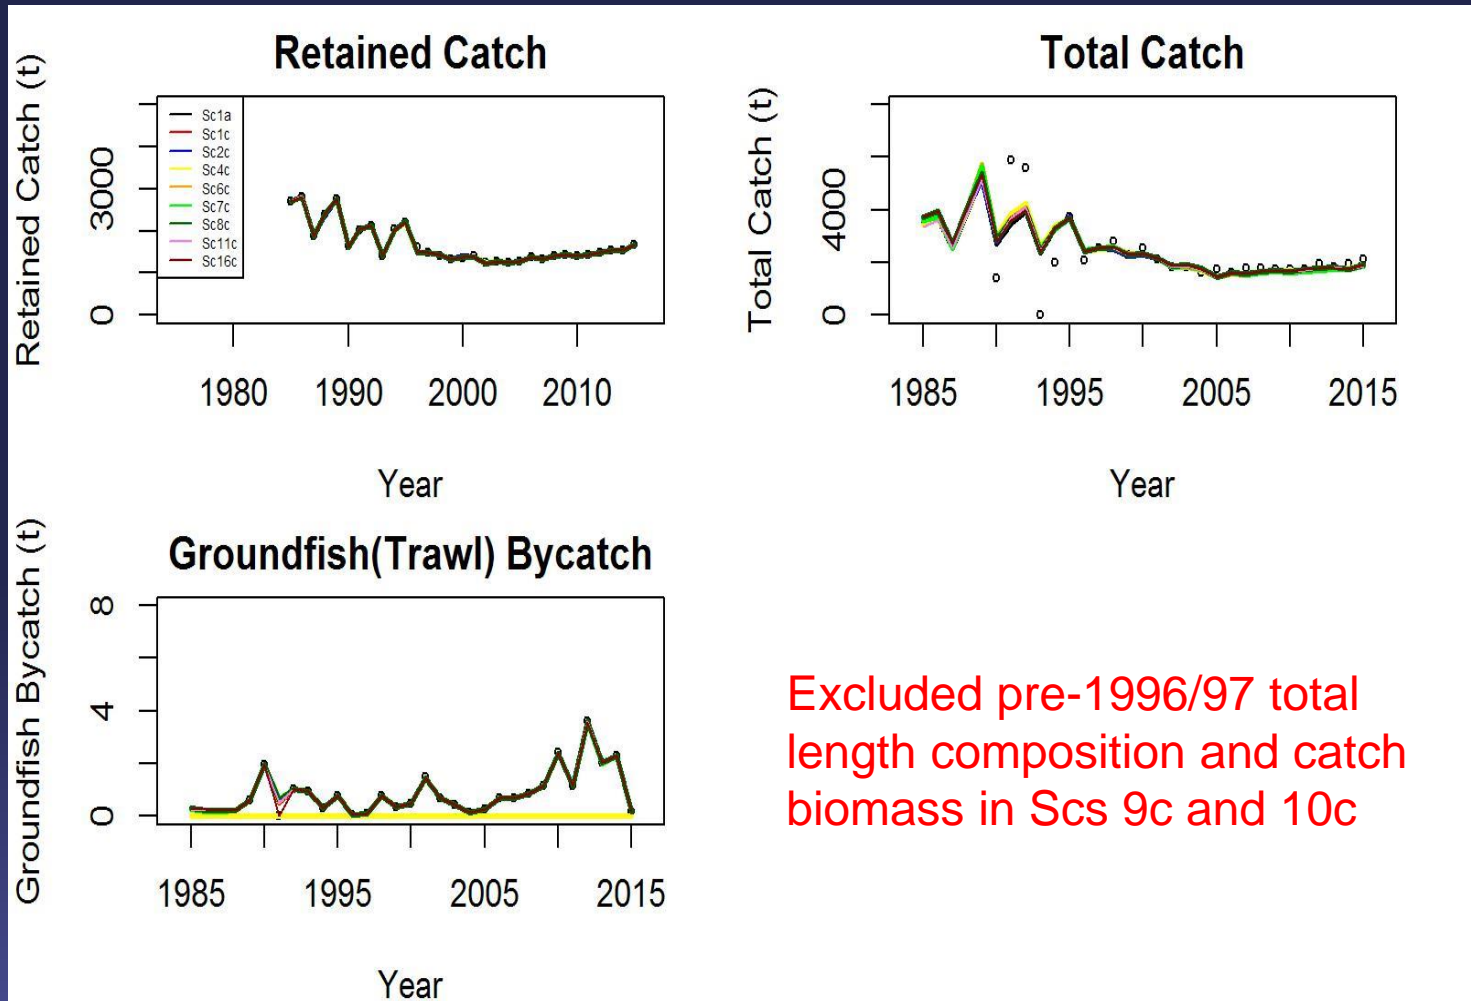 Retained Catch
Retained Catch (t)
0
3000
Sc1a
Sc1c
Sc2c
Sc4c
Sc6c
Sc7c
Sc8c
Sc11c
Sc16c
1980 1990 2000 2010
Year
Total Catch
Total Catch (t)
0
4000
1985 1995 2005 2015
Year
Groundfish(Trawl) Bycatch
Groundfish Bycatch (t)
0
4
8
1985 1995 2005 2015
Year
Excluded pre-1996/97 total
length composition and catch
biomass in Scs 9c and 10c